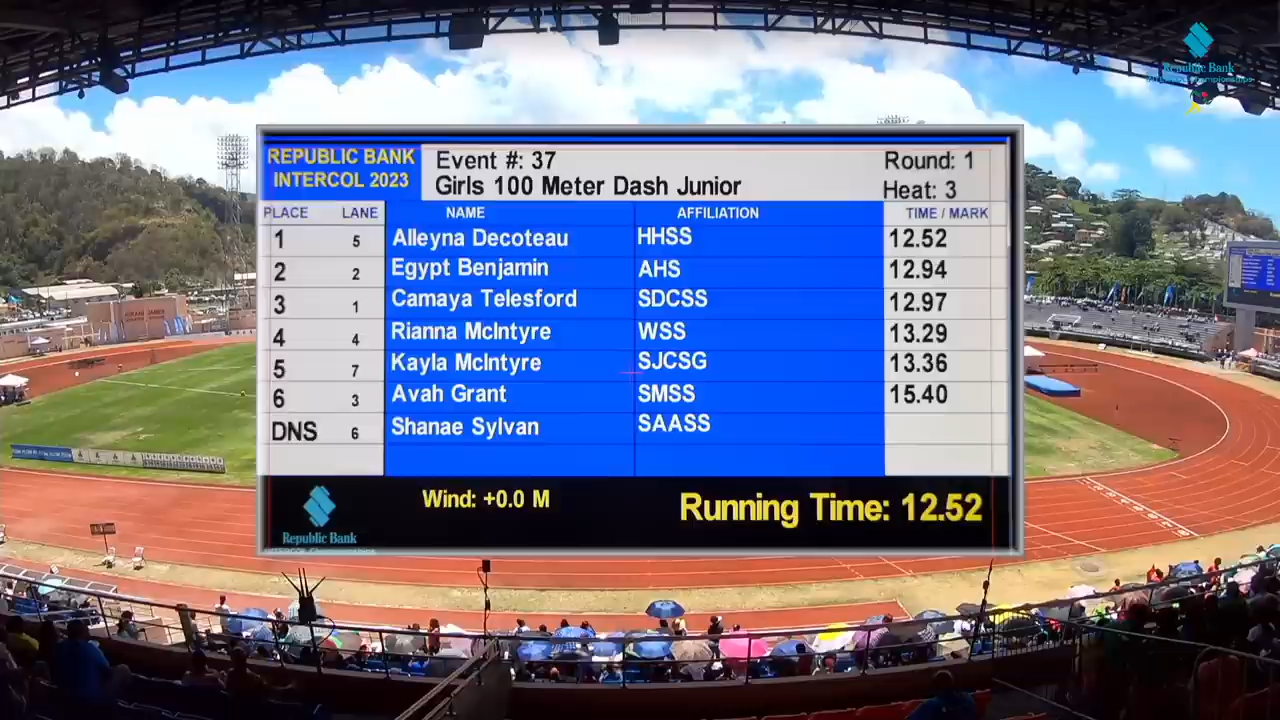 Republic Bank
REPUBLIC BANK
INTERCOL 2023
Event #: 37
Girls 100 Meter Dash Junior
Round: 1
Heat: 3
PLACE LANE NAME AFFILIATION TIME / MARK
1 5 Alleyna Decoteau HHSS 12.52
2 2 Egypt Benjamin AHS 12.94
3 1 Camaya Telesford SDCSS 12.97
4 4 Rianna McIntyre WSS 13.29
5 7 Kayla McIntyre SJCSG 13.36
6 3 Avah Grant SMSS 15.40
DNS 6 Shanae Sylvan SAASS
Wind: +0.0 M
Running Time: 12.52
Republic Bank
INTERCOL Championships